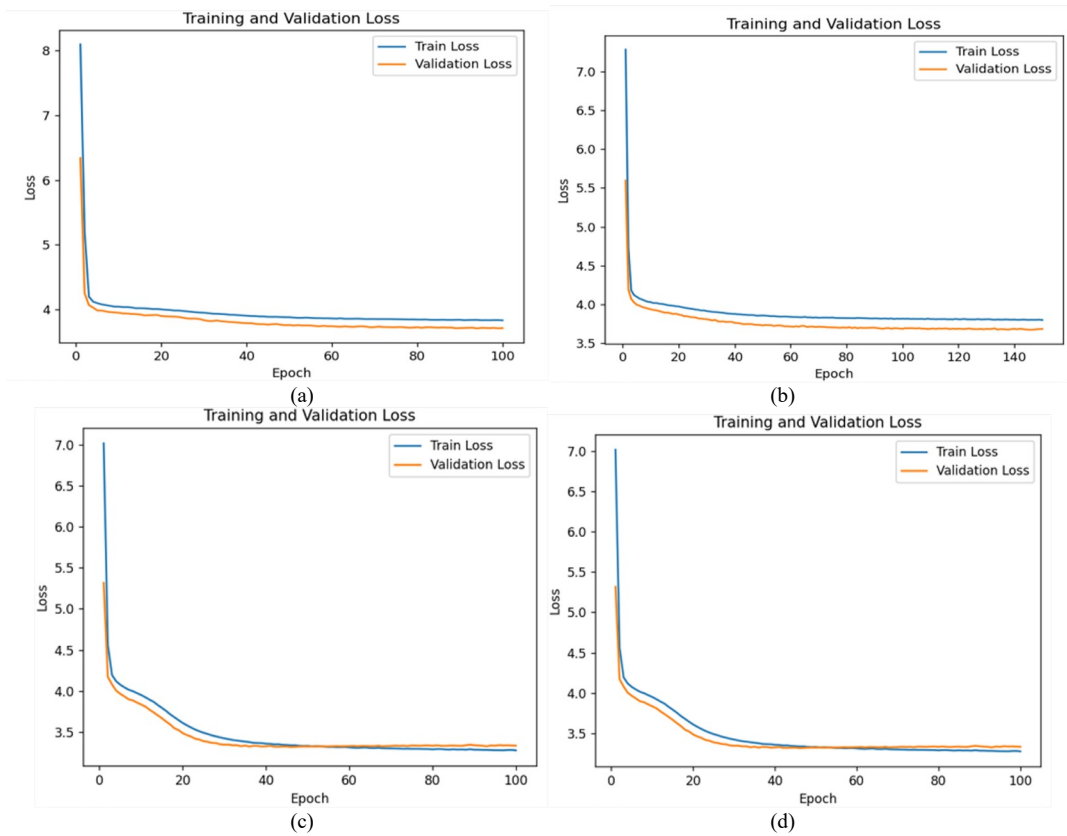 Training and Validation Loss
Train Loss
Validation Loss
8
7
6
5
4
Loss
0 20 40 60 80 100
Epoch
(a)
Training and Validation Loss
Train Loss
Validation Loss
7.0
6.5
6.0
5.5
5.0
4.5
4.0
3.5
Loss
0 20 40 60 80 100 120 140
Epoch
(b)
Training and Validation Loss
Train Loss
Validation Loss
7.0
6.5
6.0
5.5
5.0
4.5
4.0
3.5
Loss
0 20 40 60 80 100
Epoch
(c)
Training and Validation Loss
Train Loss
Validation Loss
7.0
6.5
6.0
5.5
5.0
4.5
4.0
3.5
Loss
0 20 40 60 80 100
Epoch
(d)